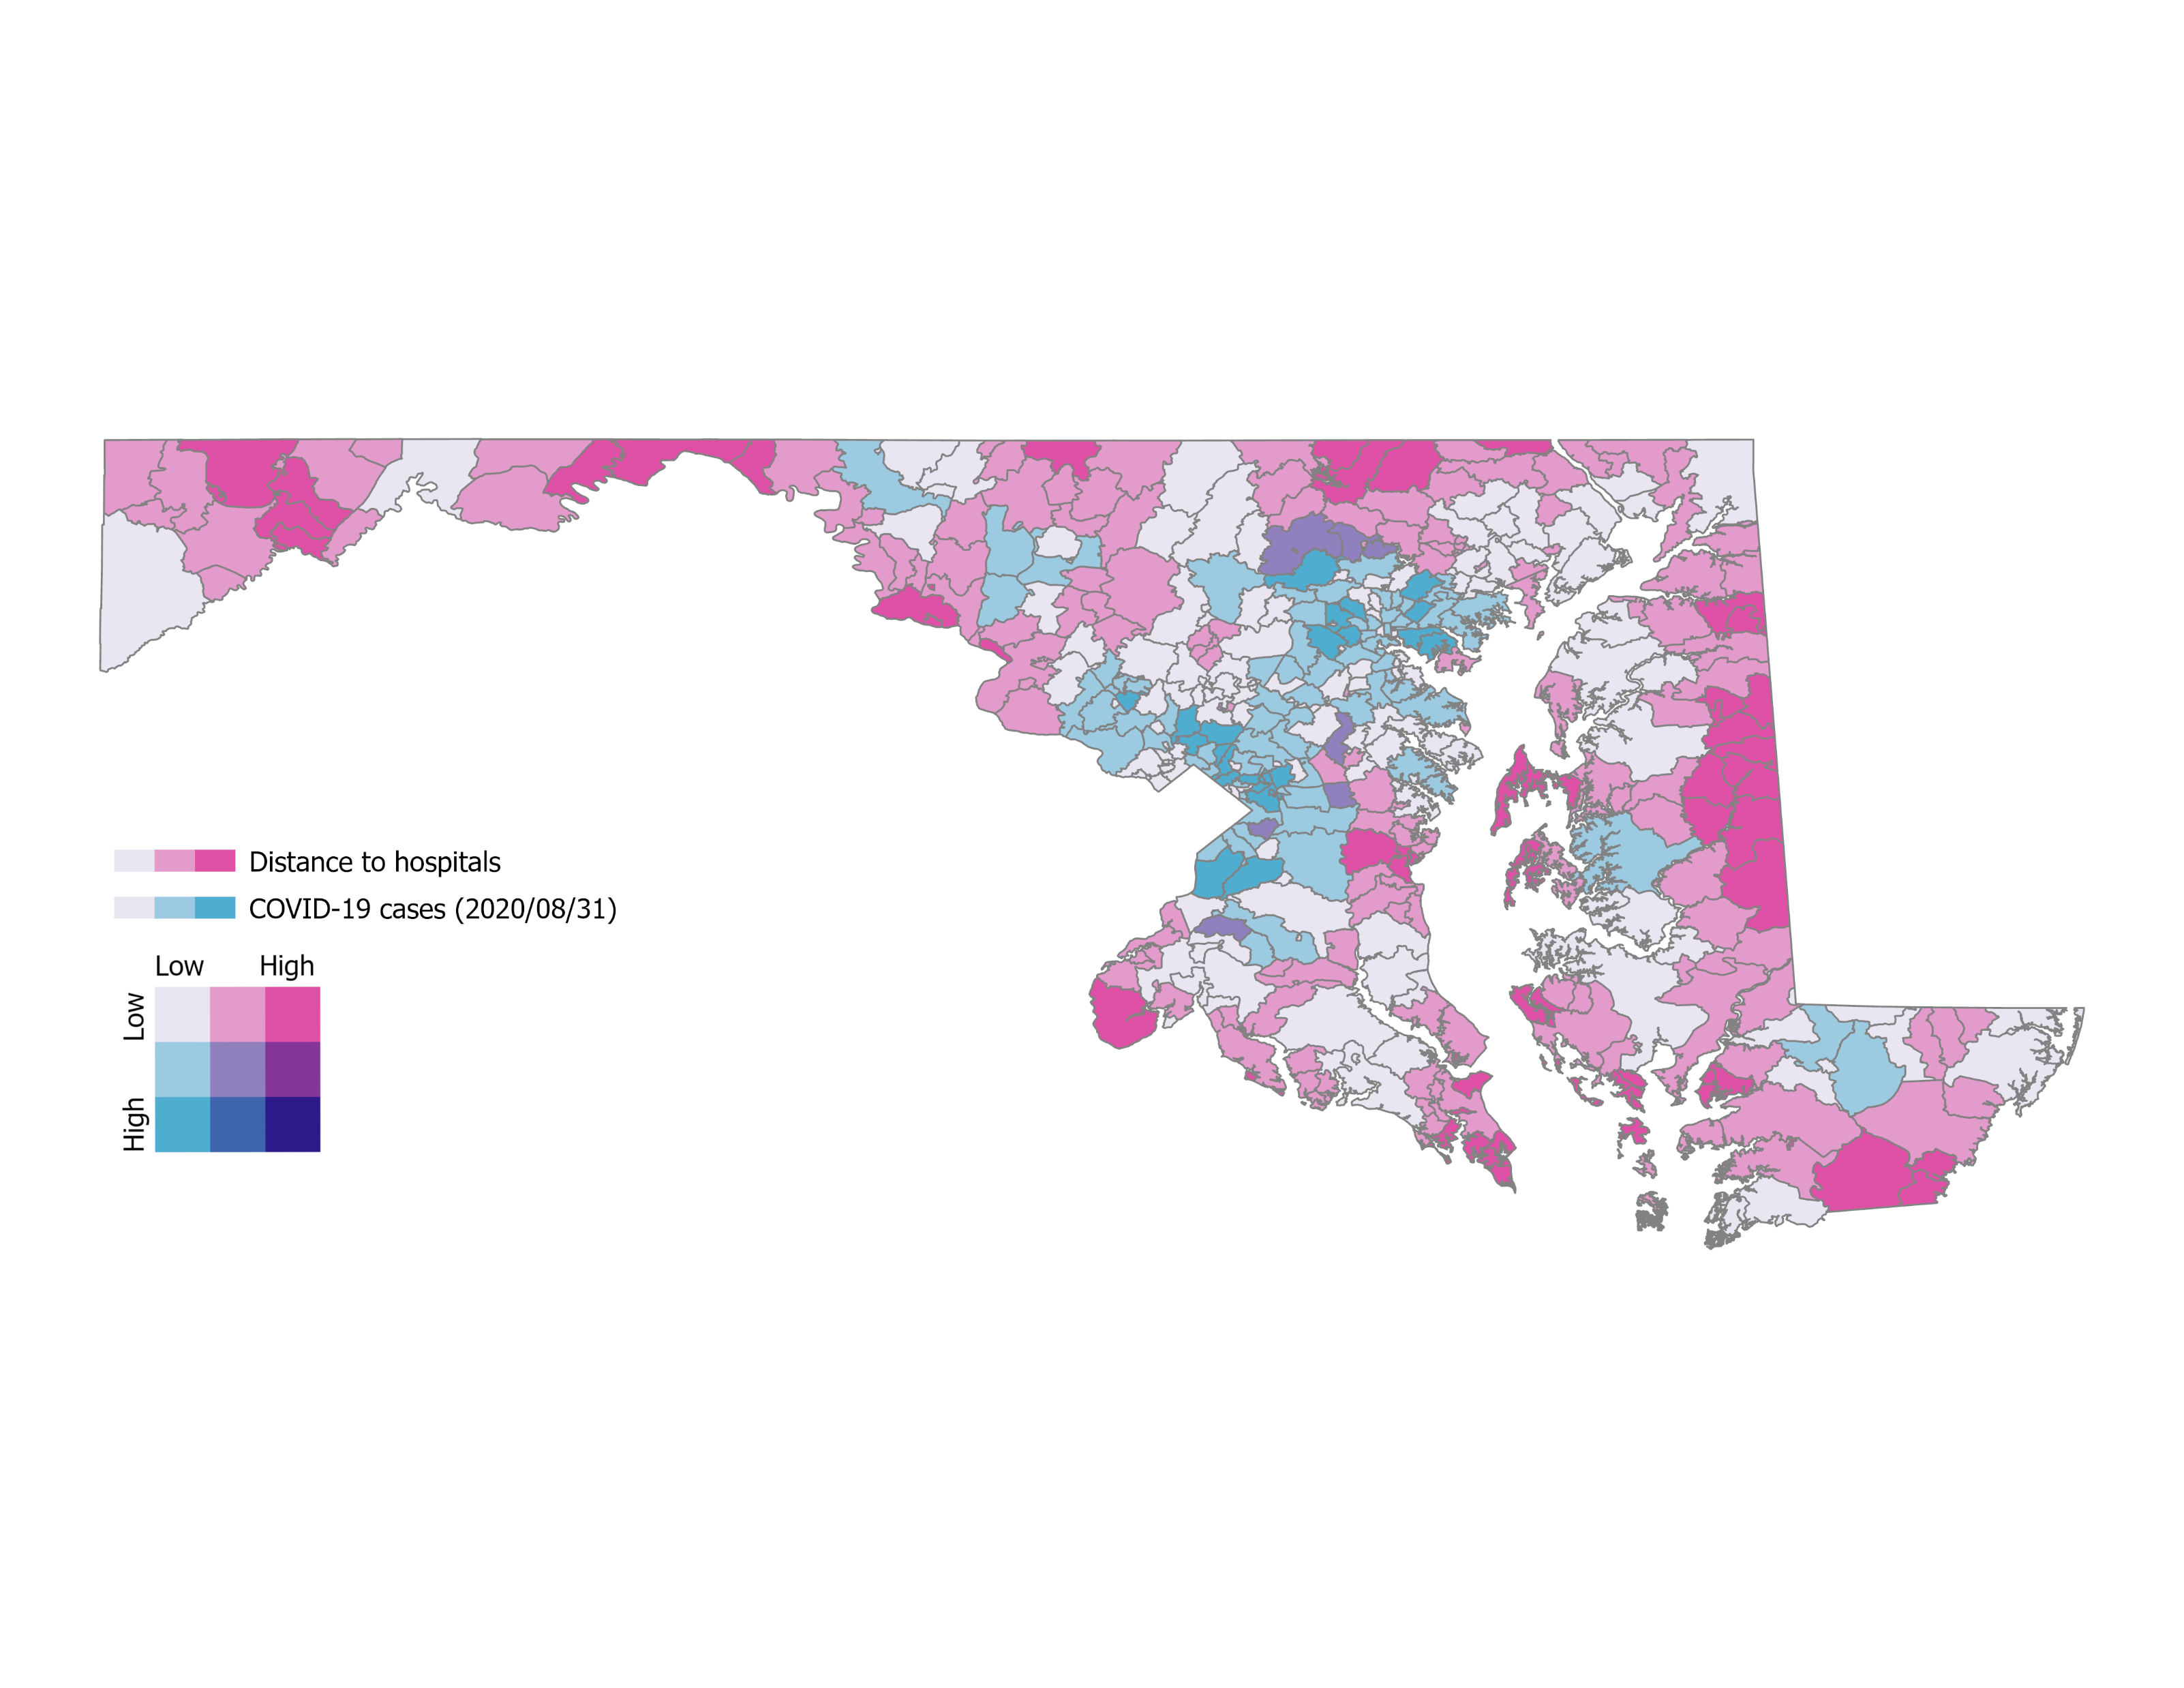 Distance to hospitals
COVID-19 cases (2020/08/31)
Low High
Low
High